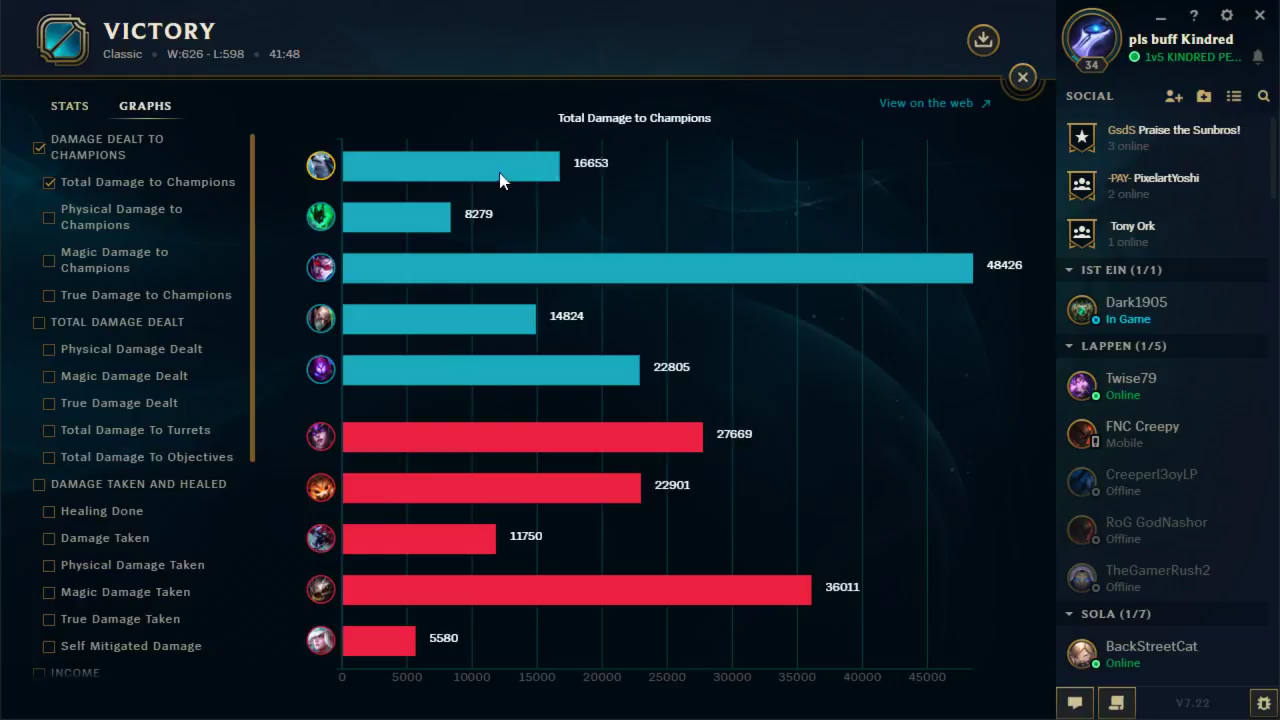 VICTORY
Classic • W:626 - L:598 • 41:48
STATS GRAPHS
View on the web
DAMAGE DEALT TO
CHAMPIONS
Total Damage to Champions
Physical Damage to
Champions
Magic Damage to
Champions
True Damage to Champions
TOTAL DAMAGE DEALT
Physical Damage Dealt
Magic Damage Dealt
True Damage Dealt
Total Damage To Turrets
Total Damage To Objectives
DAMAGE TAKEN AND HEALED
Healing Done
Damage Taken
Physical Damage Taken
Magic Damage Taken
True Damage Taken
Self Mitigated Damage
INCOME
Total Damage to Champions
16653
8279
48426
14824
22805
27669
22901
11750
36011
5580
0 5000 10000 15000 20000 25000 30000 35000 40000 45000
34
pls buff Kindred
1v5 KINDRED PE...
SOCIAL
GsdS Praise the Sunbros!
3 online
-PAY- PixelartYoshi
2 online
Tony Ork
1 online
IST EIN (1/1)
Dark1905
In Game
LAPPEN (1/5)
Twise79
Online
FNC Creepy
Mobile
CreeperI3oyLP
Offline
RoG GodNashor
Offline
TheGamerRush2
Offline
SOLA (1/7)
BackStreetCat
Online
V7.22